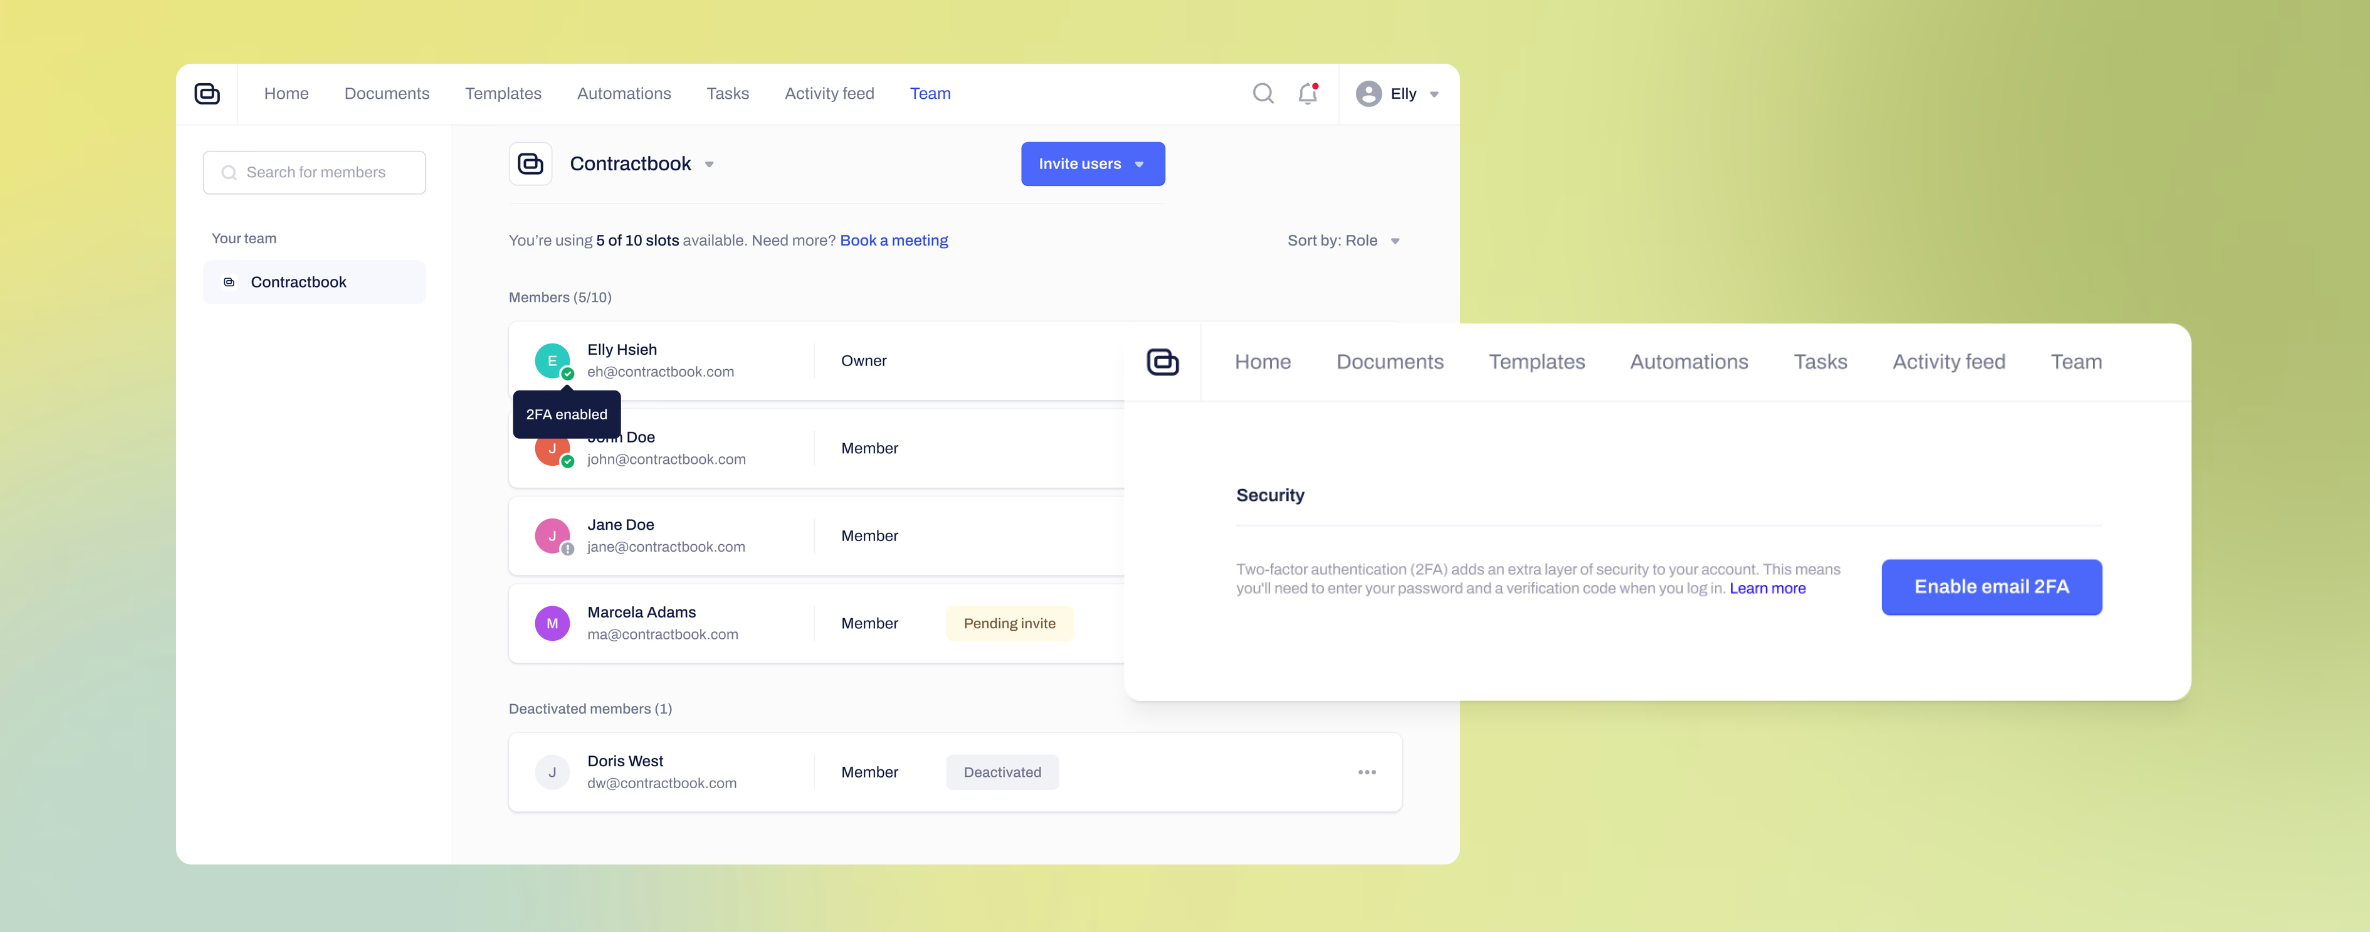 Home Documents Templates Automations Tasks Activity feed Team Elly
Search for members
Your team
Contractbook
Contractbook Invite users
You're using 5 of 10 slots available. Need more? Book a meeting Sort by: Role
Members (5/10)
E Elly Hsieh Owner
eh@contractbook.com
2FA enabled
J John Doe Member
john@contractbook.com
J Jane Doe Member
jane@contractbook.com
M Marcela Adams Member Pending invite
ma@contractbook.com
Deactivated members (1)
J Doris West Member Deactivated
dw@contractbook.com
Home Documents Templates Automations Tasks Activity feed Team
Security
Two-factor authentication (2FA) adds an extra layer of security to your account. This means
you'll need to enter your password and a verification code when you log in. Learn more
Enable email 2FA